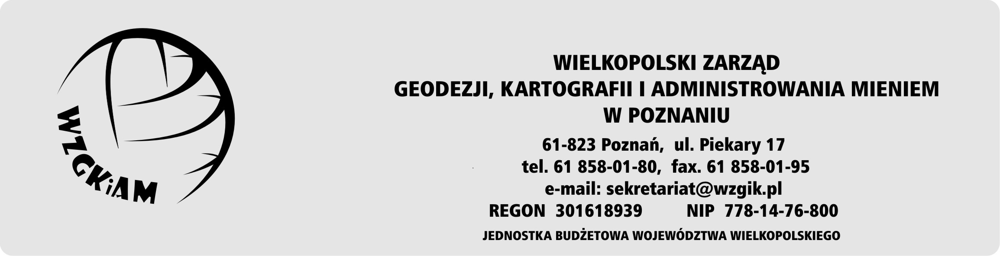 WZGKiAM
WIELKOPOLSKI ZARZĄD
GEODEZJI, KARTOGRAFII I ADMINISTROWANIA MIENIEM
W POZNANIU
61-823 Poznań, ul. Piekary 17
tel. 61 858-01-80, fax. 61 858-01-95
e-mail: sekretariat@wzgik.pl
REGON 301618939 NIP 778-14-76-800
JEDNOSTKA BUDŻETOWA WOJEWÓDZTWA WIELKOPOLSKIEGO